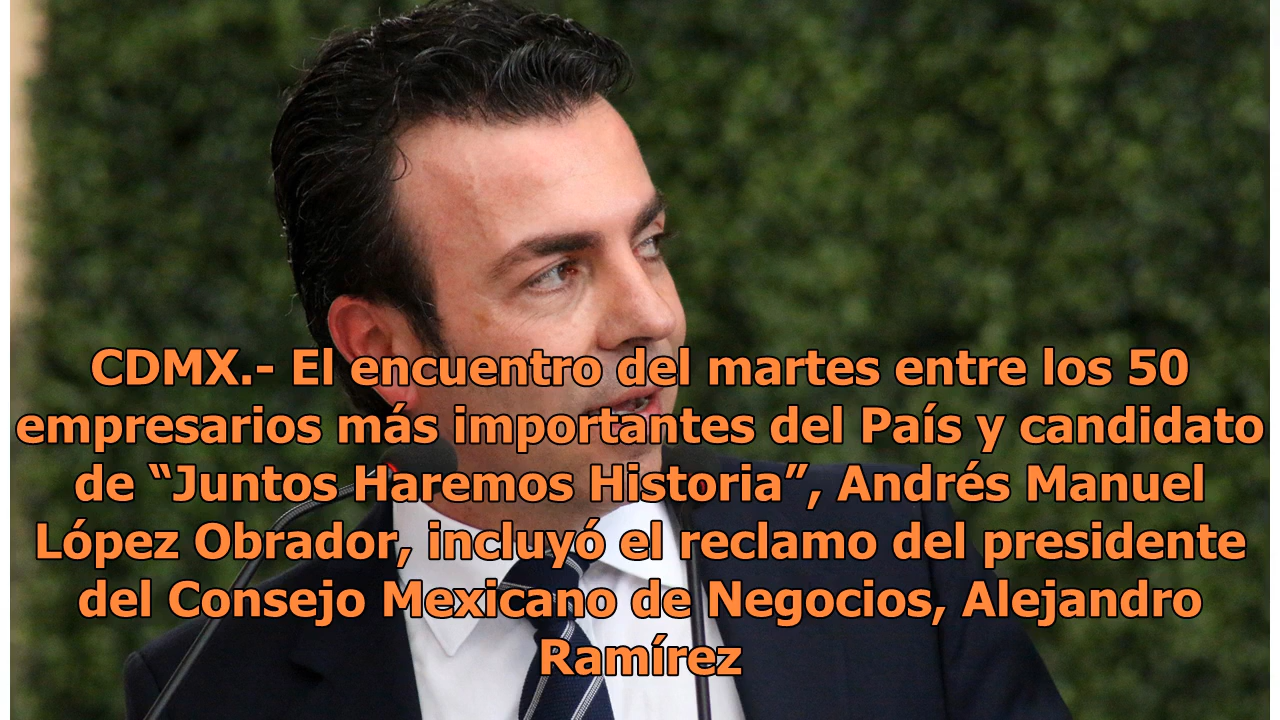 CDMX.- El encuentro del martes entre los 50
empresarios más importantes del País y candidato
de “Juntos Haremos Historia”, Andrés Manuel
López Obrador, incluyó el reclamo del presidente
del Consejo Mexicano de Negocios, Alejandro
Ramírez